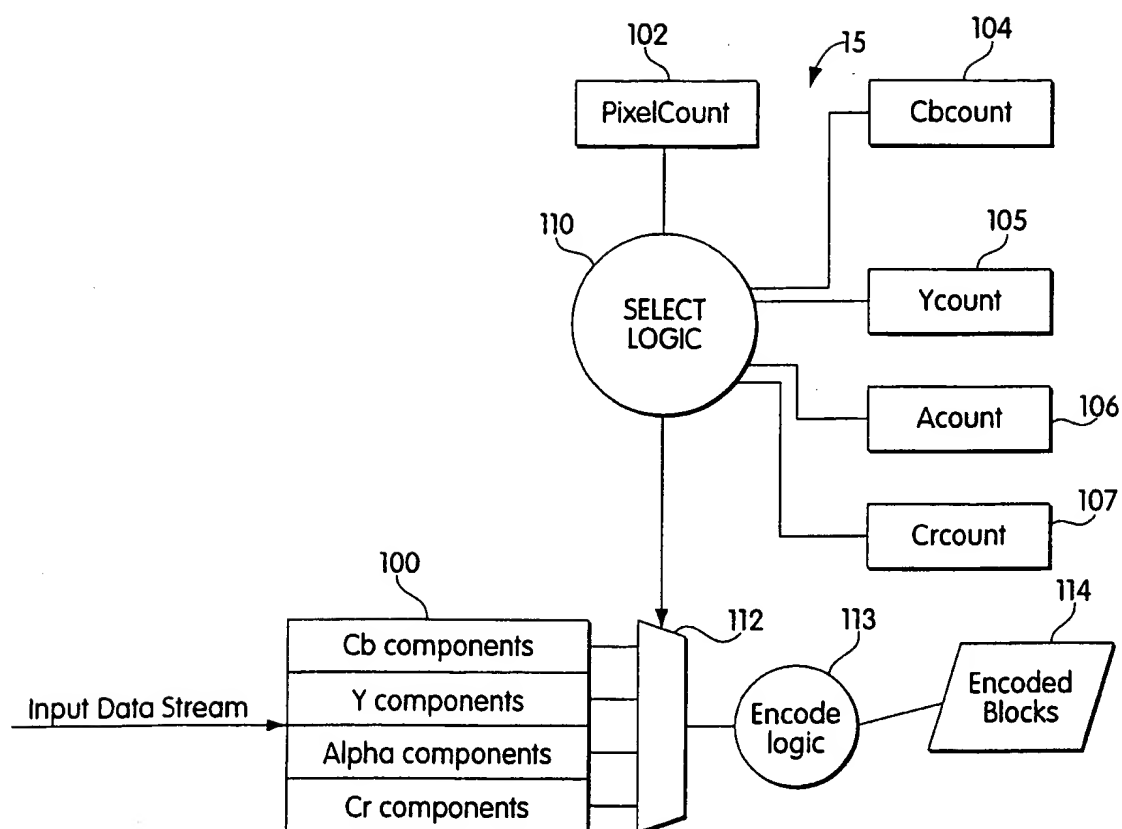 102
15
104
PixelCount
Cbcount
110
105
SELECT
LOGIC
Ycount
Acount
106
107
Crcount
100
112
113
114
Cb components
Y components
Alpha components
Cr components
Input Data Stream
Encode
logic
Encoded
Blocks